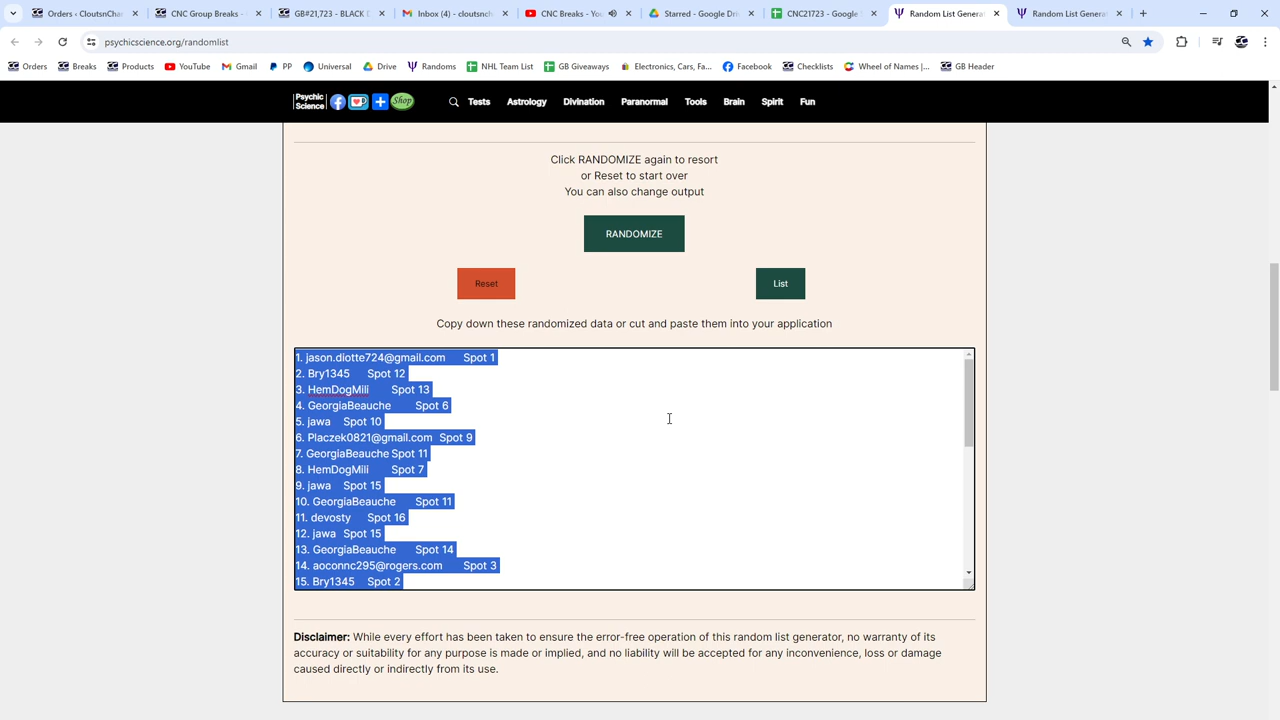 Orders ‹ CloutsnChar
CNC Group Breaks -
GB#21,723 - BLACK D
Inbox (4) - cloutsnch
CNC Breaks - You
Starred - Google Driv
CNC21723 - Google S
Random List Generat
Random List Generat
psychicscience.org/randomlist
Orders Breaks Products YouTube Gmail PP Universal Drive Randoms NHL Team List GB Giveaways Electronics, Cars, Fa... Facebook Checklists Wheel of Names |... GB Header
Psychic Science Shop Tests Astrology Divination Paranormal Tools Brain Spirit Fun
Click RANDOMIZE again to resort
or Reset to start over
You can also change output
RANDOMIZE
Reset List
Copy down these randomized data or cut and paste them into your application
1. jason.diotte724@gmail.com Spot 1
2. Bry1345 Spot 12
3. HemDogMili Spot 13
4. GeorgiaBeauche Spot 6
5. jawa Spot 10
6. Placzek0821@gmail.com Spot 9
7. GeorgiaBeauche Spot 11
8. HemDogMili Spot 7
9. jawa Spot 15
10. GeorgiaBeauche Spot 11
11. devosty Spot 16
12. jawa Spot 15
13. GeorgiaBeauche Spot 14
14. aoconnc295@rogers.com Spot 3
15. Bry1345 Spot 2
Disclaimer: While every effort has been taken to ensure the error-free operation of this random list generator, no warranty of its
accuracy or suitability for any purpose is made or implied, and no liability will be accepted for any inconvenience, loss or damage
caused directly or indirectly from its use.